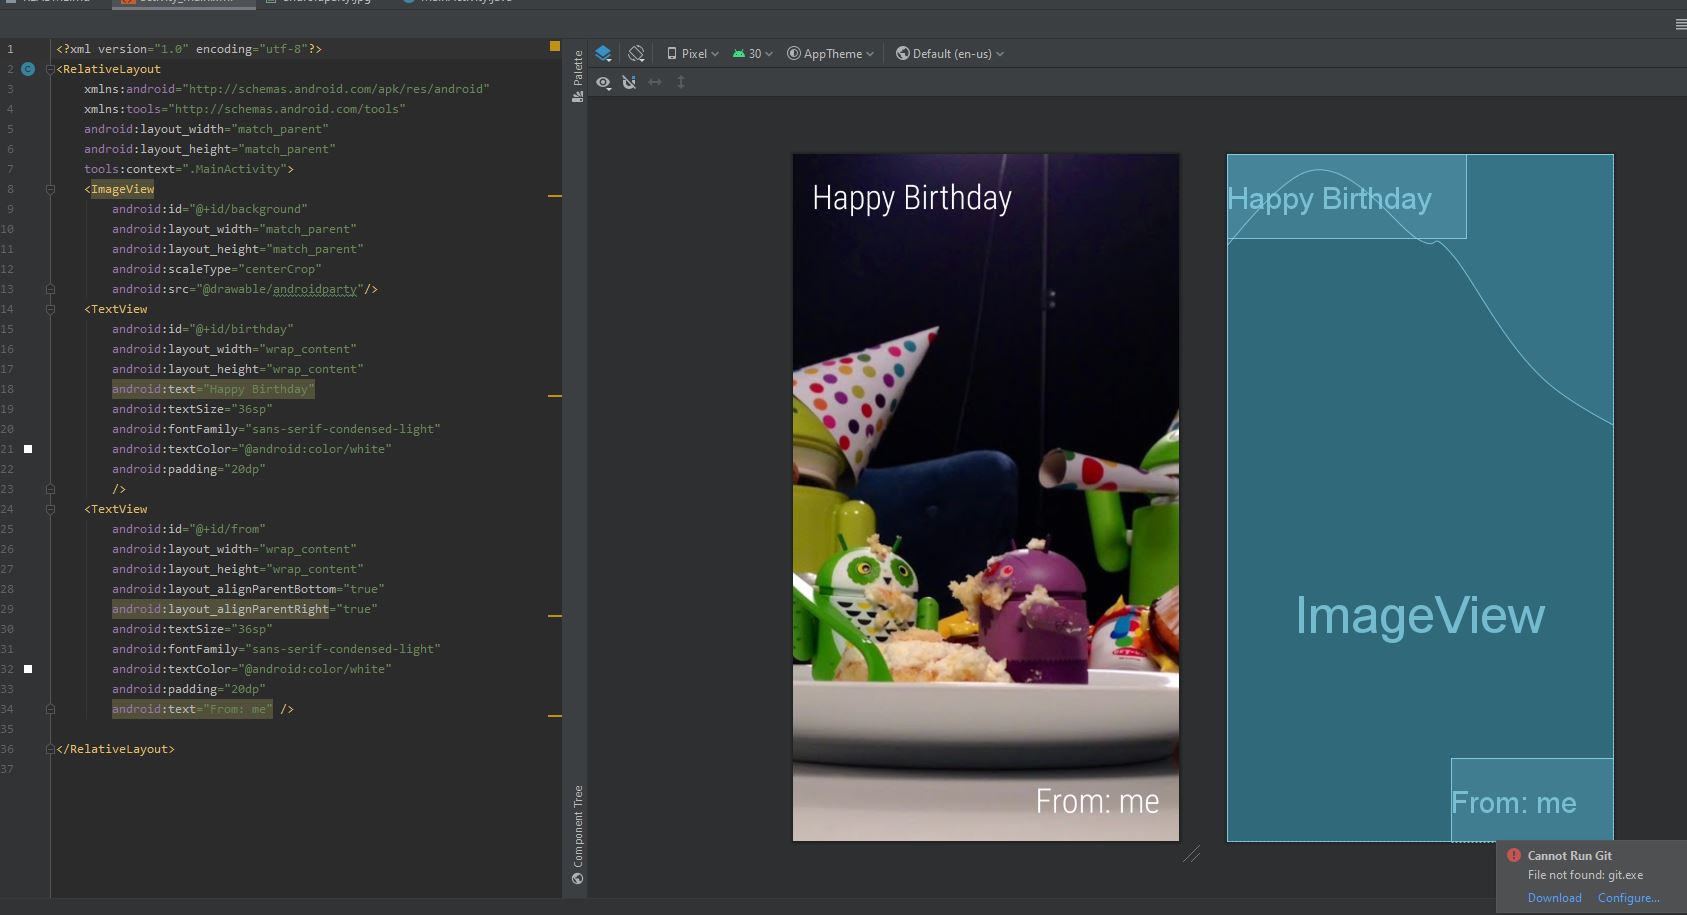 1 <?xml version="1.0" encoding="utf-8"?>
2 <RelativeLayout
3 xmlns:android="http://schemas.android.com/apk/res/android"
4 xmlns:tools="http://schemas.android.com/tools"
5 android:layout_width="match_parent"
6 android:layout_height="match_parent"
7 tools:context=".MainActivity">
8 <ImageView
9 android:id="@+id/background"
10 android:layout_width="match_parent"
11 android:layout_height="match_parent"
12 android:scaleType="centerCrop"
13 android:src="@drawable/androidparty"/>
14 <TextView
15 android:id="@+id/birthday"
16 android:layout_width="wrap_content"
17 android:layout_height="wrap_content"
18 android:text="Happy Birthday"
19 android:textSize="36sp"
20 android:fontFamily="sans-serif-condensed-light"
21 android:textColor="@android:color/white"
22 android:padding="20dp"
23 />
24 <TextView
25 android:id="@+id/from"
26 android:layout_width="wrap_content"
27 android:layout_height="wrap_content"
28 android:layout_alignParentBottom="true"
29 android:layout_alignParentRight="true"
30 android:textSize="36sp"
31 android:fontFamily="sans-serif-condensed-light"
32 android:textColor="@android:color/white"
33 android:padding="20dp"
34 android:text="From: me" />
35
36 </RelativeLayout>
37
Palette
Component Tree
Pixel 30 AppTheme Default (en-us)
Happy Birthday
From: me
Happy Birthday
ImageView
From: me
Cannot Run Git
File not found: git.exe
Download Configure...